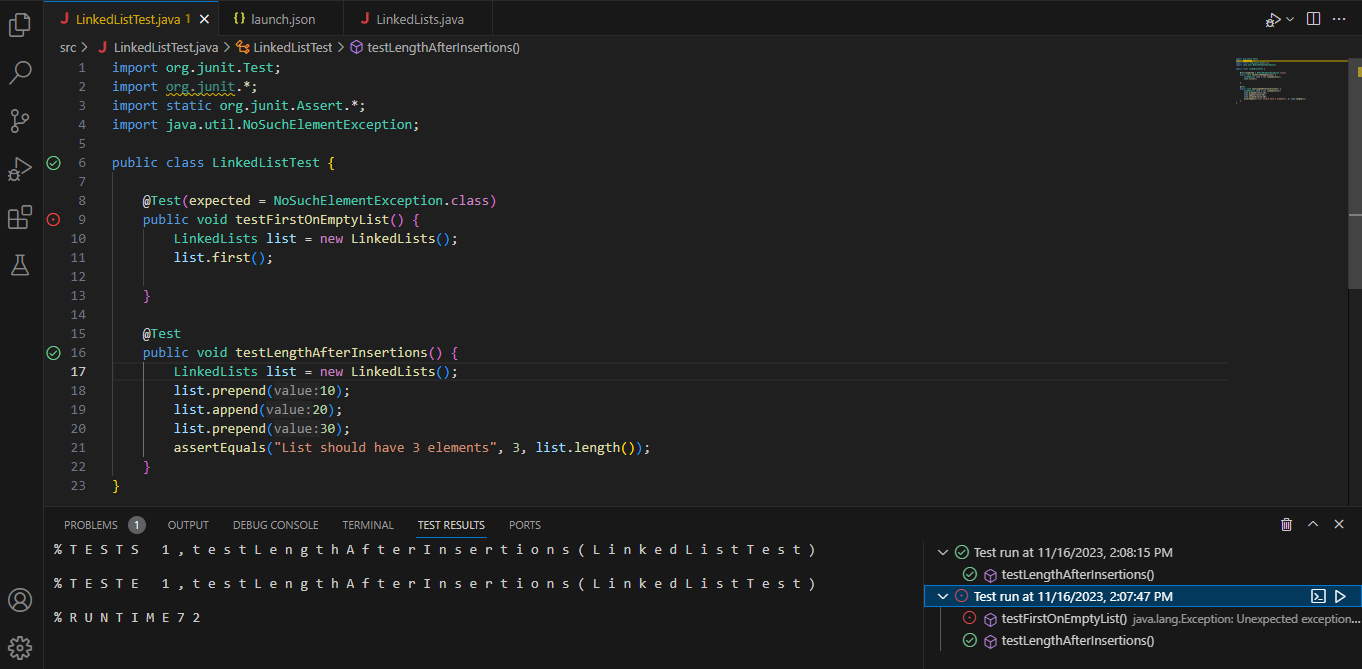 LinkedListTest.java 1
launch.json
LinkedLists.java
src > LinkedListTest.java > LinkedListTest > testLengthAfterInsertions()
1 import org.junit.Test;
2 import org.junit.*;
3 import static org.junit.Assert.*;
4 import java.util.NoSuchElementException;
5
6 public class LinkedListTest {
7
8 @Test(expected = NoSuchElementException.class)
9 public void testFirstOnEmptyList() {
10 LinkedLists list = new LinkedLists();
11 list.first();
12
13 }
14
15 @Test
16 public void testLengthAfterInsertions() {
17 LinkedLists list = new LinkedLists();
18 list.prepend(value:10);
19 list.append(value:20);
20 list.prepend(value:30);
21 assertEquals("List should have 3 elements", 3, list.length());
22 }
23 }
PROBLEMS 1 OUTPUT DEBUG CONSOLE TERMINAL TEST RESULTS PORTS
%TESTS 1,testLengthAfterInsertions(LinkedListTest)
%TESTE 1,testLengthAfterInsertions(LinkedListTest)
%RUNTIME72
Test run at 11/16/2023, 2:08:15 PM
testLengthAfterInsertions()
Test run at 11/16/2023, 2:07:47 PM
testFirstOnEmptyList() java.lang.Exception: Unexpected exception...
testLengthAfterInsertions()